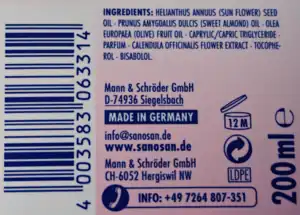 INGREDIENTS: HELIANTHUS ANNUUS (SUN FLOWER) SEED
OIL - PRUNUS AMYGDALUS DULCIS (SWEET ALMOND) OIL - OLEA
EUROPAEA (OLIVE) FRUIT OIL - CAPRYLIC/CAPRIC TRIGLYCERIDE -
PARFUM - CALENDULA OFFICINALIS FLOWER EXTRACT - TOCOPHE-
ROL - BISABOLOL.
Mann & Schröder GmbH
D-74936 Siegelsbach
MADE IN GERMANY
info@sanosan.de
www.sanosan.de
Mann & Schröder GmbH
CH-6052 Hergiswil NW
INFO: +49 7264 807-351
12 M
LDPE
200 ml e
4 003583 063314